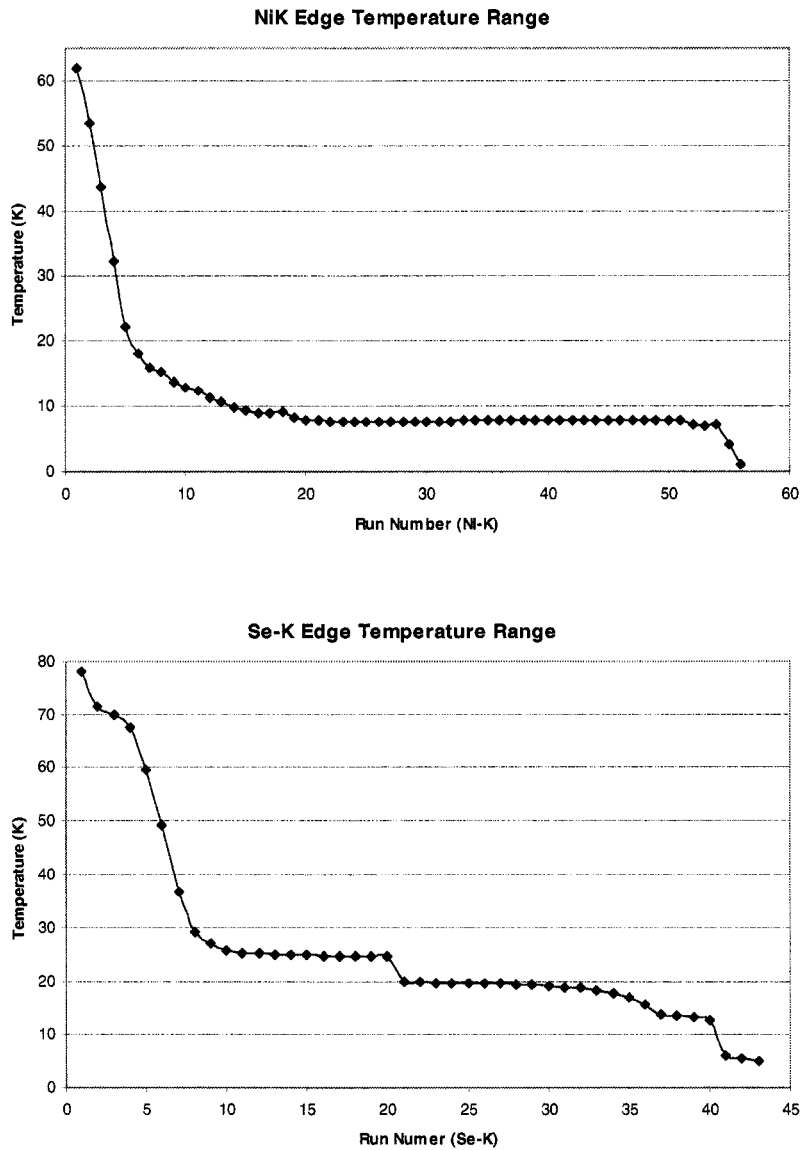 NiK Edge Temperature Range
Temperature (K)
60
50
40
30
20
10
0
0 10 20 30 40 50 60
Run Number (Ni-K)
Se-K Edge Temperature Range
Temperature (K)
80
70
60
50
40
30
20
10
0
0 5 10 15 20 25 30 35 40 45
Run Numer (Se-K)